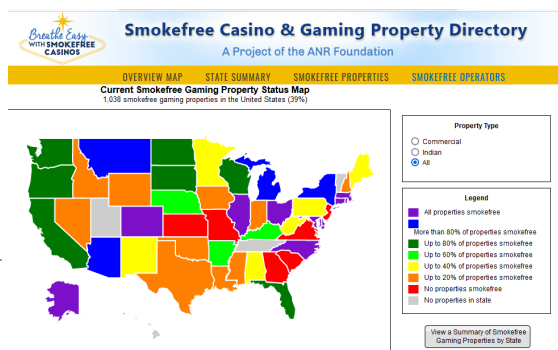 Breathe Easy
WITH SMOKEFREE
CASINOS
Smokefree Casino & Gaming Property Directory
A Project of the ANR Foundation
OVERVIEW MAP STATE SUMMARY SMOKEFREE PROPERTIES SMOKEFREE OPERATORS
Current Smokefree Gaming Property Status Map
1,038 smokefree gaming properties in the United States (39%)
Property Type
Commercial
Indian
All
Legend
All properties smokefree
More than 80% of properties smokefree
Up to 80% of properties smokefree
Up to 60% of properties smokefree
Up to 40% of properties smokefree
Up to 20% of properties smokefree
No properties smokefree
No properties in state
View a Summary of Smokefree
Gaming Properties by State